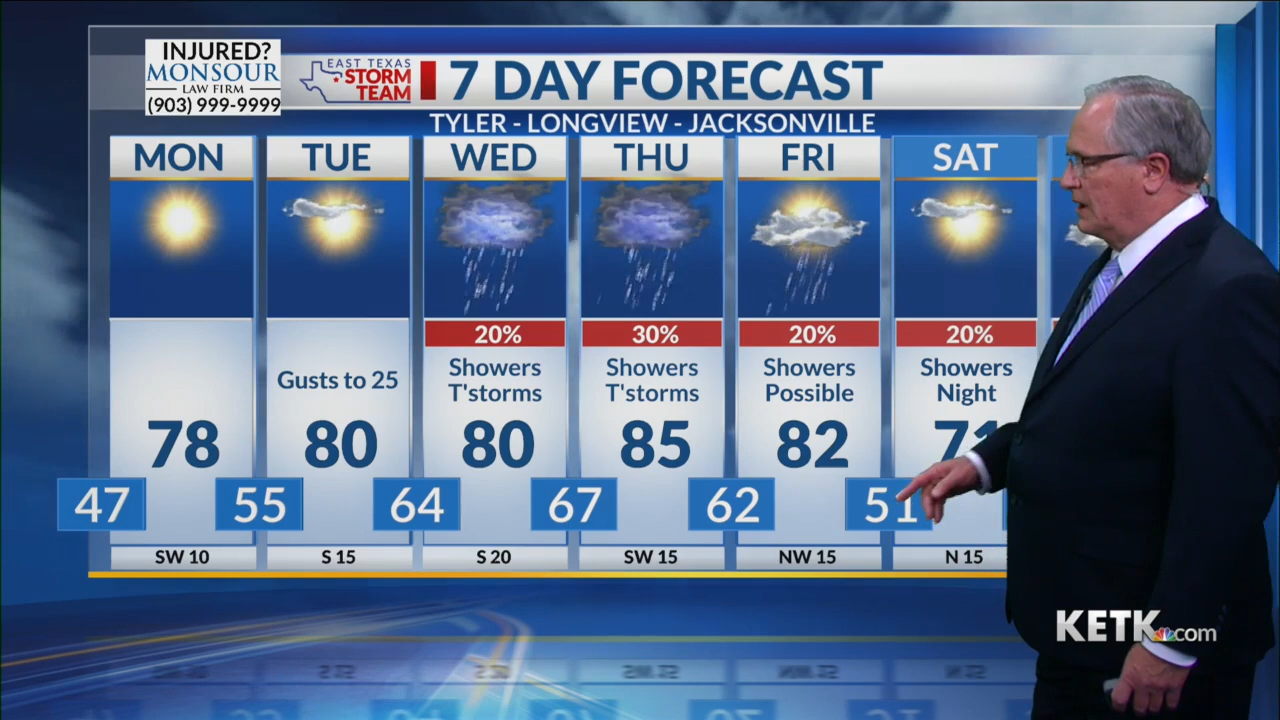 INJURED?
MONSOUR
LAW FIRM
(903) 999-9999
EAST TEXAS
STORM
TEAM
7 DAY FORECAST
TYLER - LONGVIEW - JACKSONVILLE
MON TUE WED THU FRI SAT
20% 30% 20% 20%
Gusts to 25
Showers
T'storms
Showers
T'storms
Showers
Possible
Showers
Night
78 80 80 85 82 71
47 55 64 67 62 51
SW 10 S 15 S 20 SW 15 NW 15 N 15
KETK.com